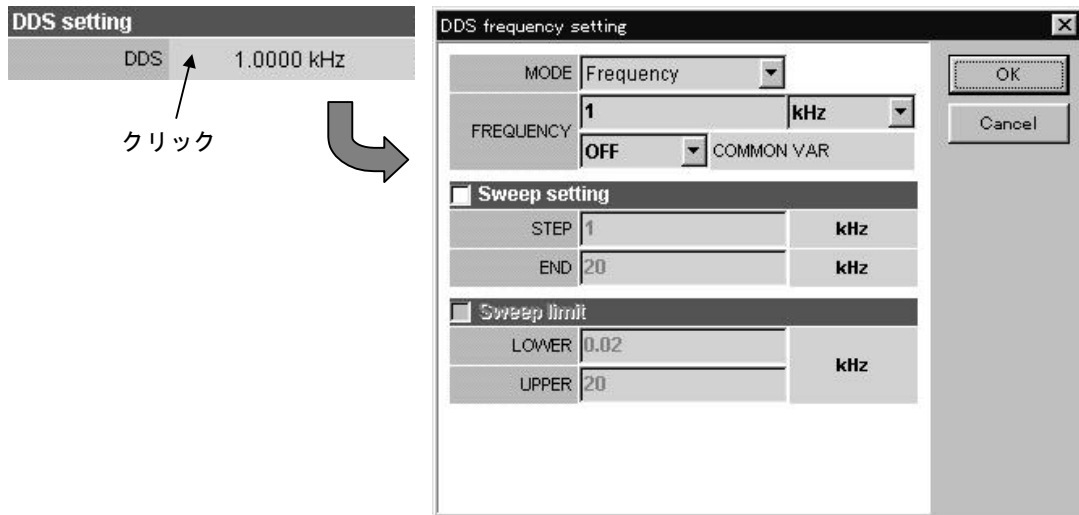 DDS setting
DDS 1.0000 kHz
クリック
DDS frequency setting
MODE Frequency
OK
FREQUENCY 1 kHz
Cancel
OFF COMMON VAR
Sweep setting
STEP 1 kHz
END 20 kHz
Sweep limit
LOWER 0.02
kHz
UPPER 20